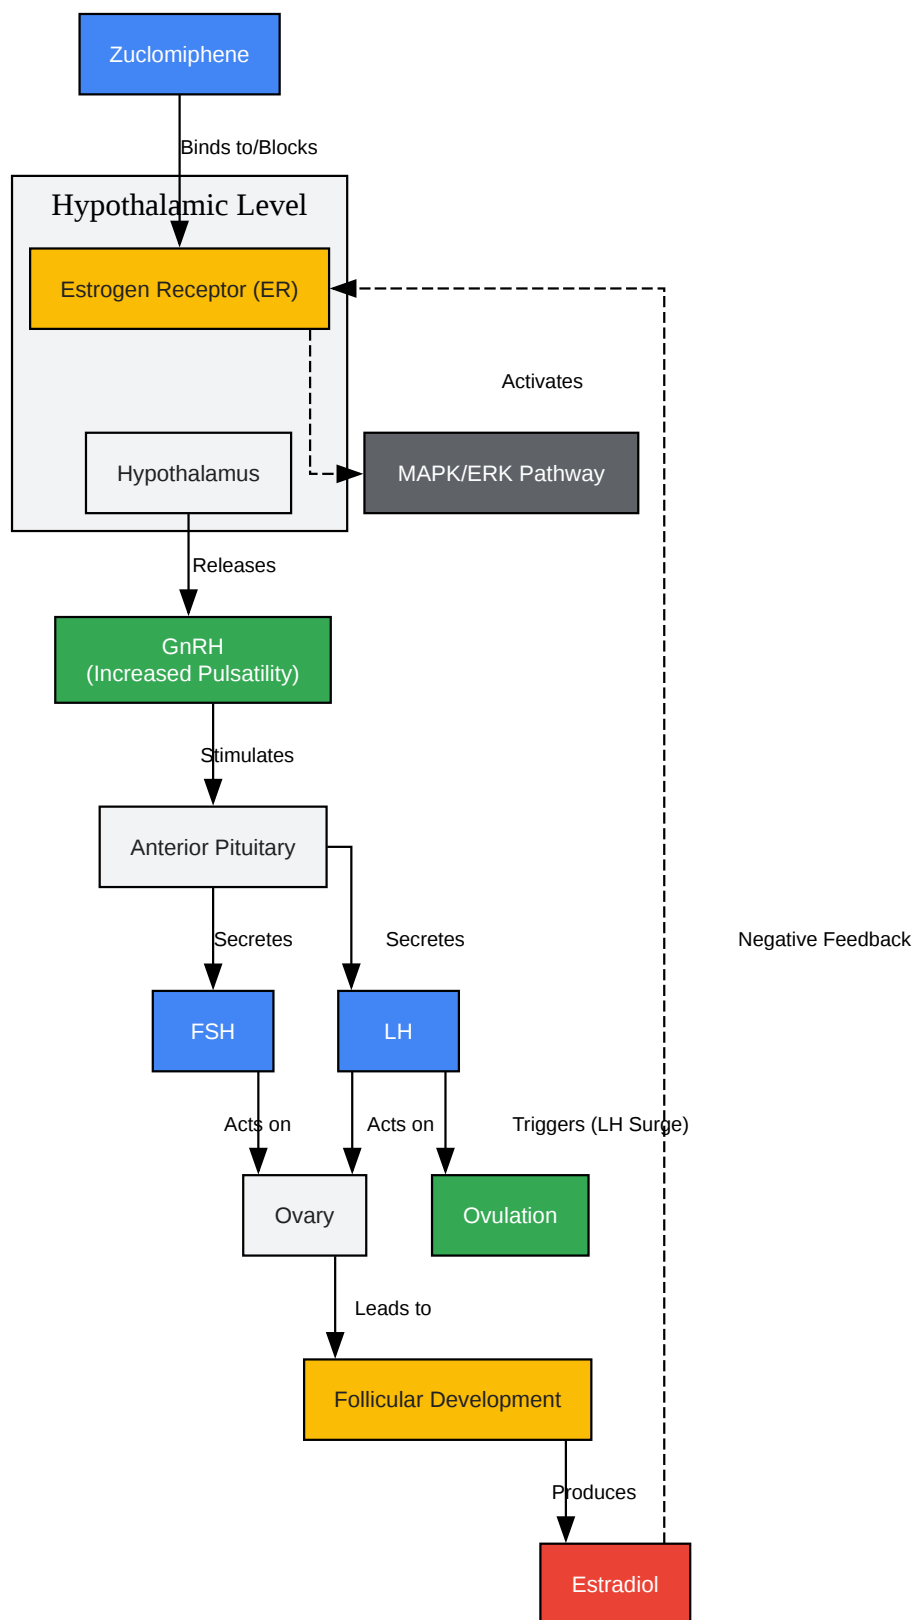 Zuclomiphene
Binds to/Blocks
Hypothalamic Level
Estrogen Receptor (ER)
Activates
Hypothalamus
MAPK/ERK Pathway
Releases
GnRH
(Increased Pulsatility)
Stimulates
Anterior Pituitary
Secretes
Secretes
Negative Feedback
FSH
LH
Acts on
Acts on
Triggers (LH Surge)
Ovary
Ovulation
Leads to
Follicular Development
Produces
Estradiol